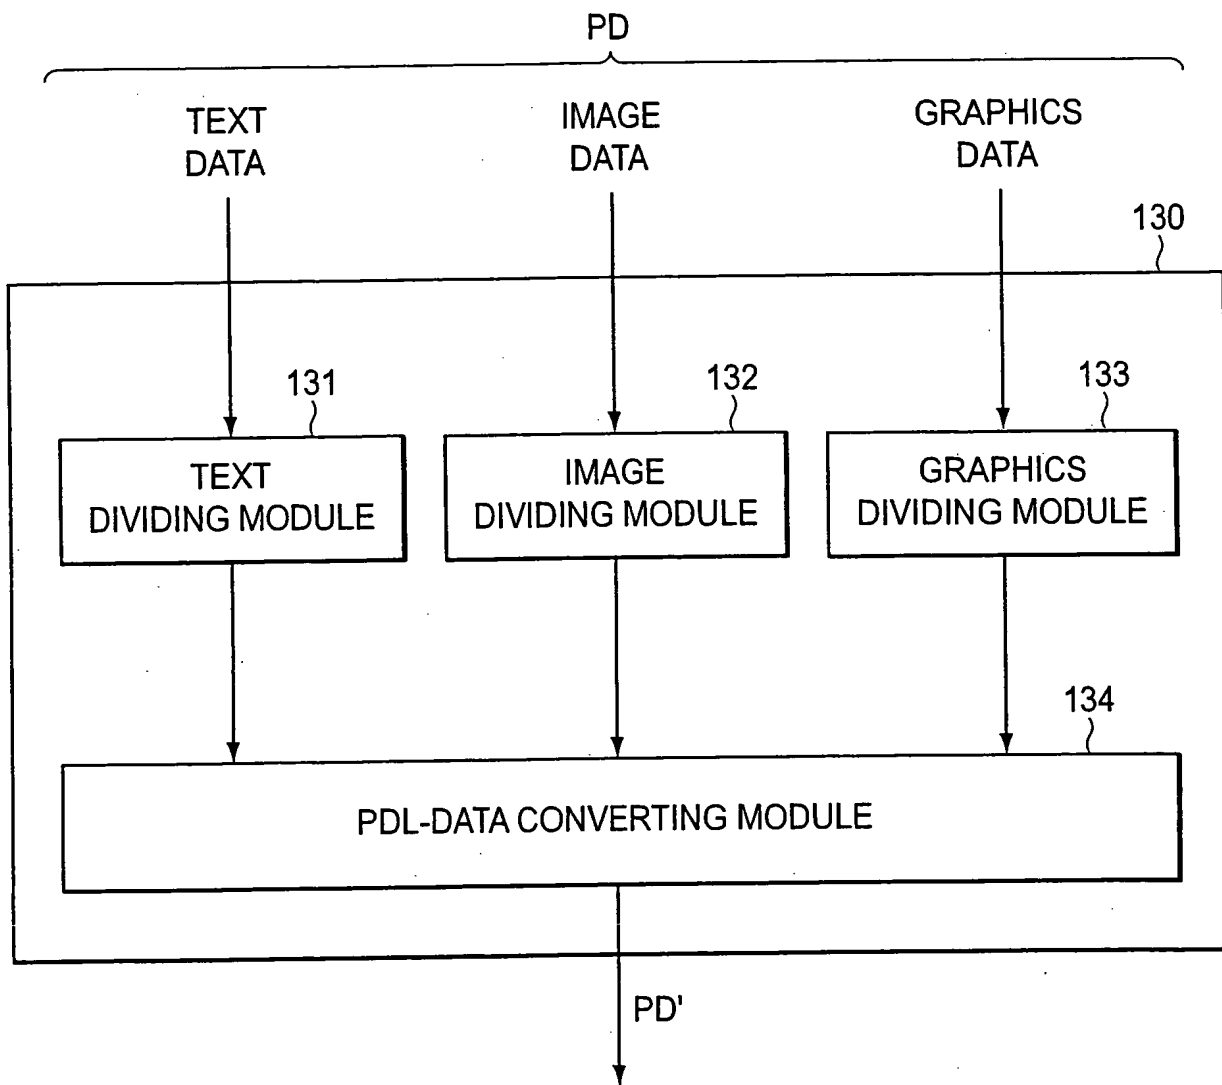 PD
TEXT
DATA
IMAGE
DATA
GRAPHICS
DATA
130
131
132
133
TEXT
DIVIDING MODULE
IMAGE
DIVIDING MODULE
GRAPHICS
DIVIDING MODULE
134
PDL-DATA CONVERTING MODULE
PD'